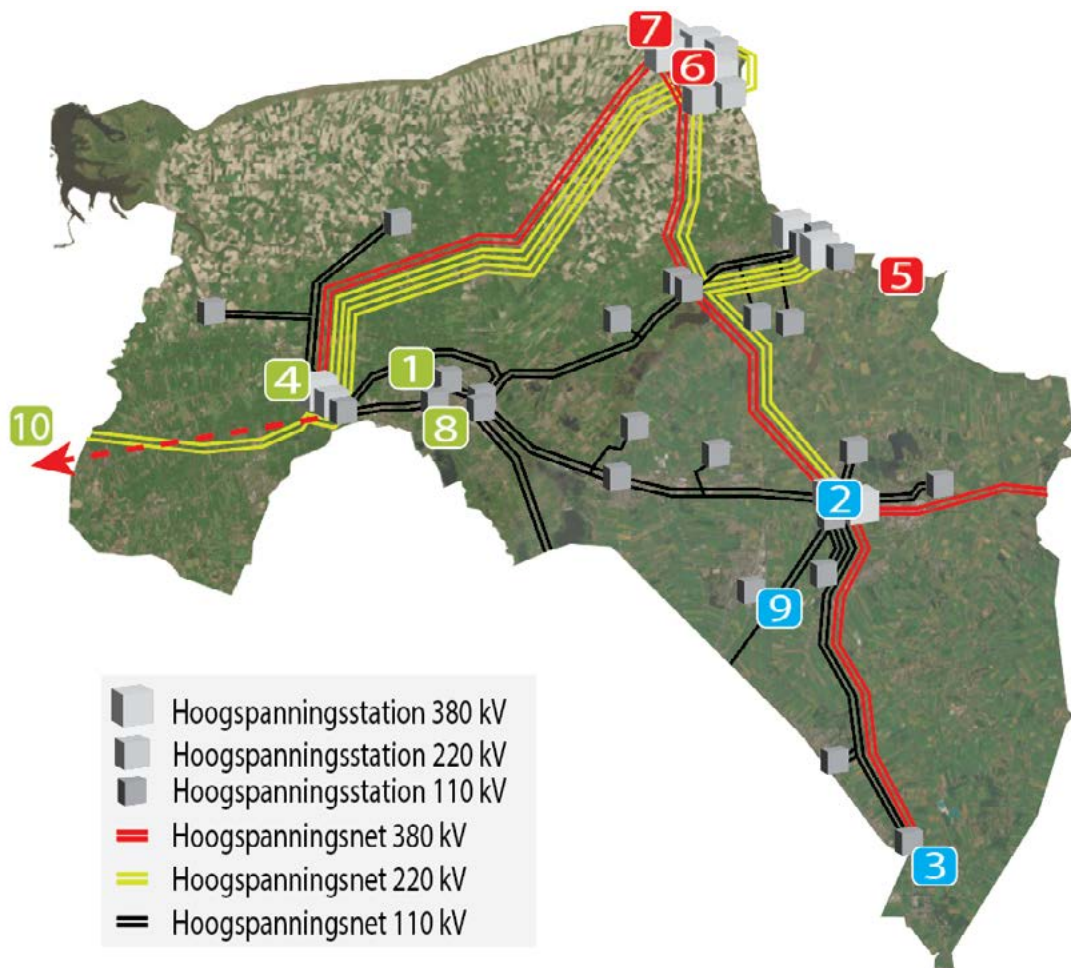 7
6
5
4
1
8
10
2
9
3
Hoogspanningsstation 380 kV
Hoogspanningsstation 220 kV
Hoogspanningsstation 110 kV
Hoogspanningsnet 380 kV
Hoogspanningsnet 220 kV
Hoogspanningsnet 110 kV